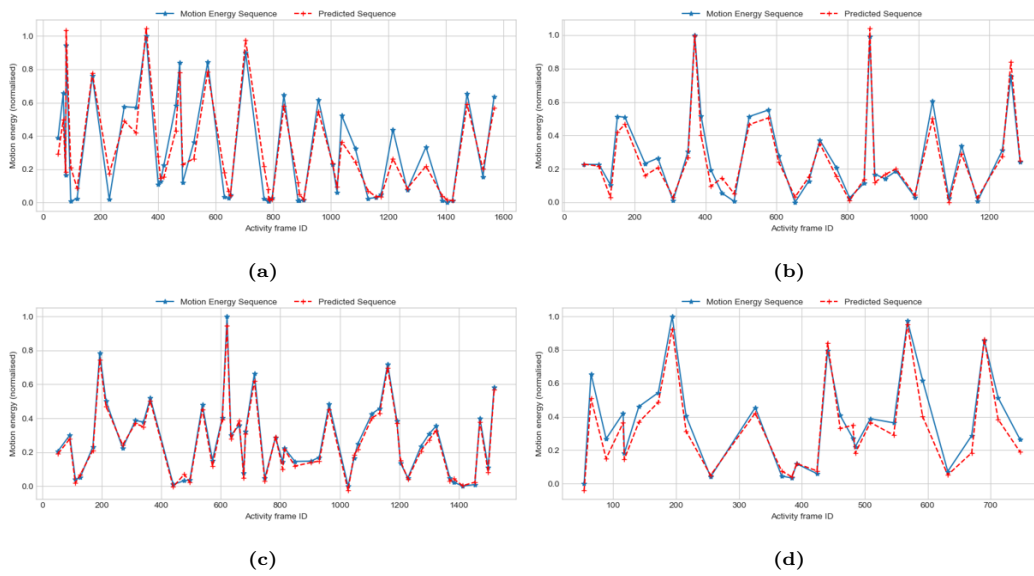 Motion Energy Sequence Predicted Sequence
Motion energy (normalised)
1.0
0.8
0.6
0.4
0.2
0.0
0 200 400 600 800 1000 1200 1400 1600
Activity frame ID
(a)
Motion Energy Sequence Predicted Sequence
Motion energy (normalised)
1.0
0.8
0.6
0.4
0.2
0.0
0 200 400 600 800 1000 1200
Activity frame ID
(b)
Motion Energy Sequence Predicted Sequence
Motion energy (normalised)
1.0
0.8
0.6
0.4
0.2
0.0
0 200 400 600 800 1000 1200 1400
Activity frame ID
(c)
Motion Energy Sequence Predicted Sequence
Motion energy (normalised)
1.0
0.8
0.6
0.4
0.2
0.0
100 200 300 400 500 600 700
Activity frame ID
(d)